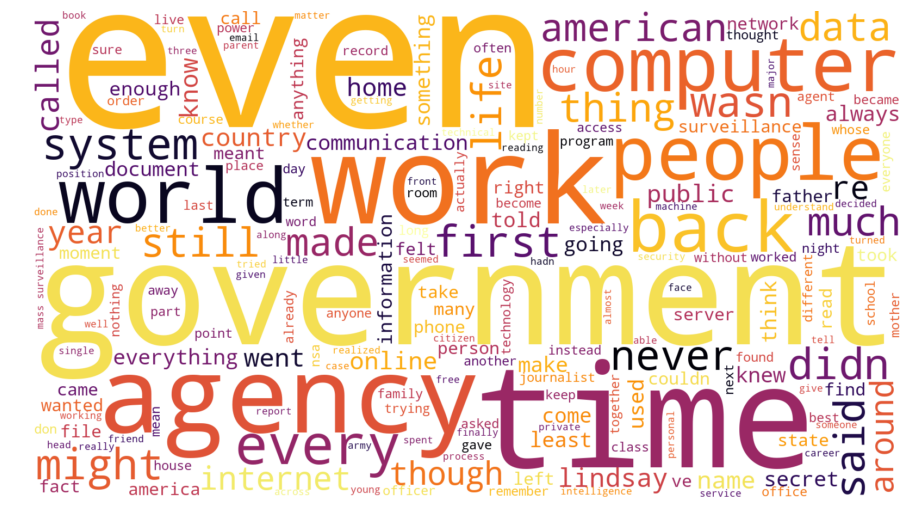 even
government
time
work
agency
computer
people
world
back
american
data
thing
wasn
system
first
never
didn
every
said
might
much
still
made
life
around
internet
though
lindsay
secret
name
called
know
something
anything
enough
home
country
communication
document
meant
place
day
position
term
last
word
year
moment
book
turn
live
call
power
matter
three
email
parent
sure
record
often
site
order
type
course
whether
getting
number
network
thought
hour
major
agent
became
always
whose
surveillance
everyone
technical
kept
reading
access
program
sense
right
become
told
week
machine
public
father
re
understand
decided
later
front
room
actually
especially
going
without
worked
night
turned
took
done
better
along
little
felt
seemed
long
hadn
security
information
tried
given
mass surveillance
nothing
away
part
point
already
anyone
take
many
phone
technology
almost
face
server
think
different
read
school
mother
tell
well
single
everything
went
nsa
realized
case
citizen
online
person
another
instead
make
journalist
able
couldn
used
next
found
knew
find
give
someone
best
came
wanted
working
mean
free
family
trying
keep
together
personal
don
file
report
asked
finally
private
come
least
class
state
career
head
really
friend
army
spent
gave
process
house
fact
america
across
young
officer
left
remember
intelligence
ve
service
office